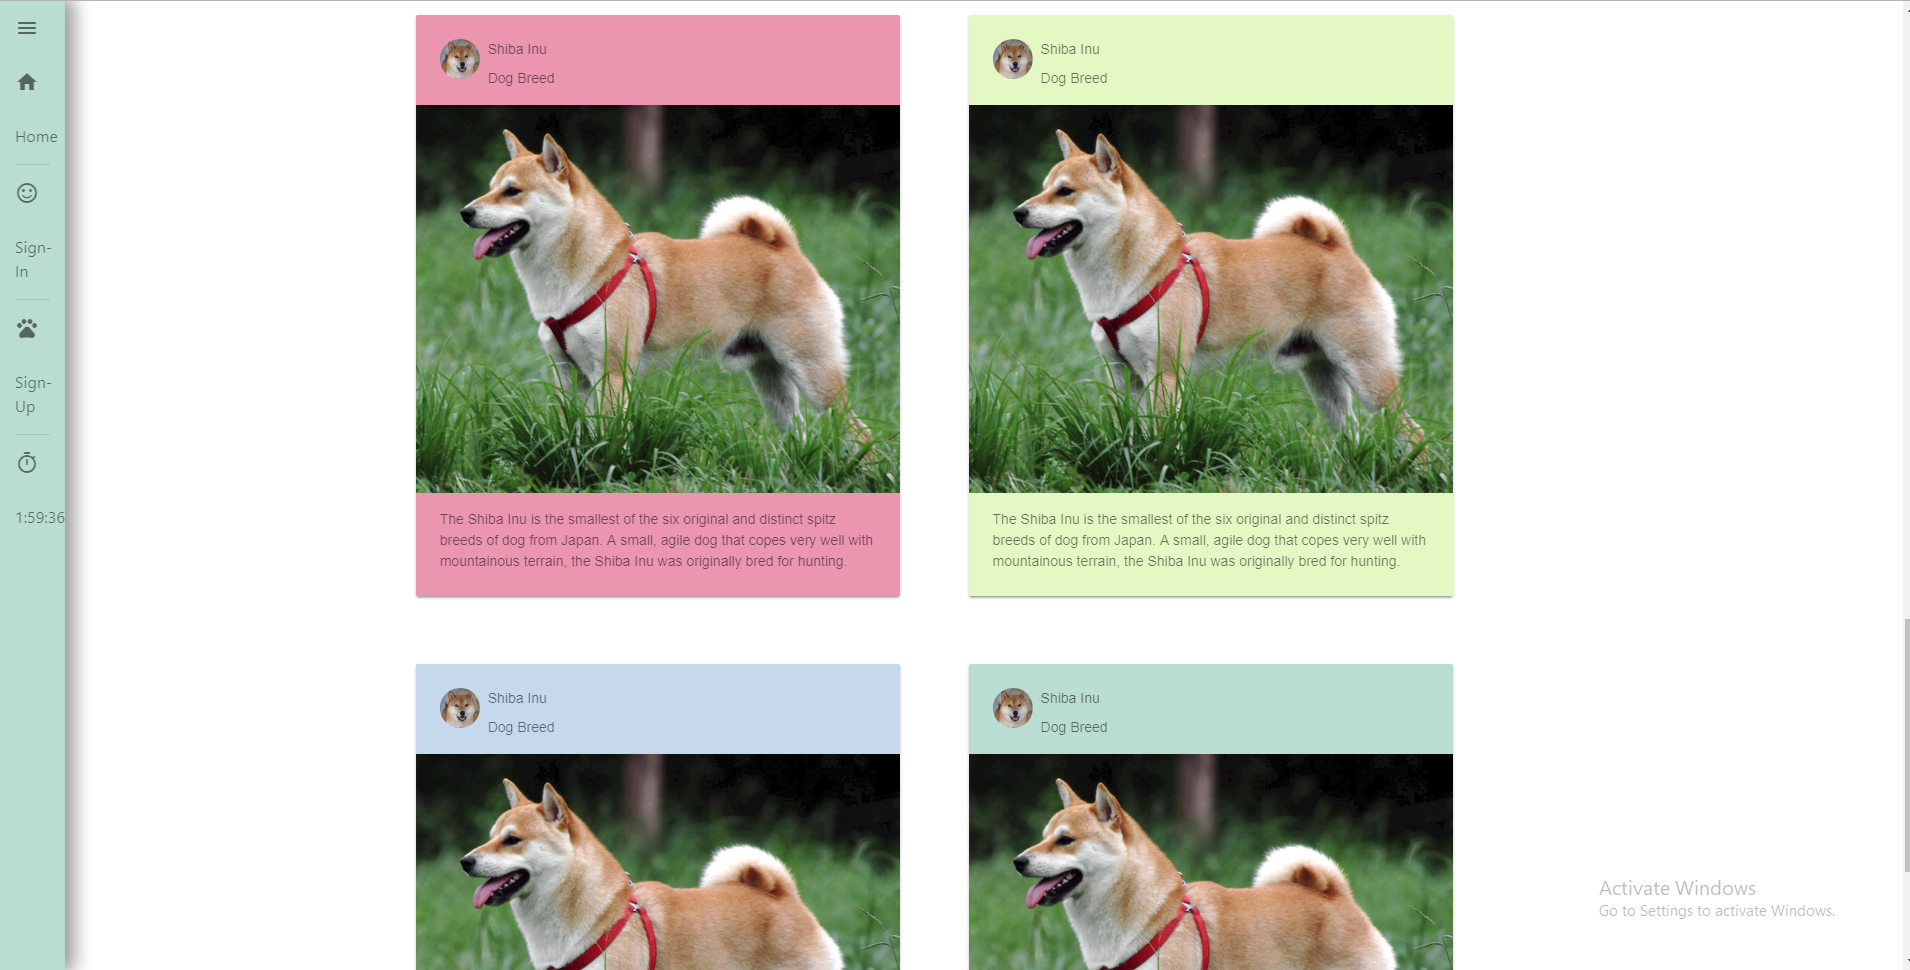 Home
Sign-
In
Sign-
Up
1:59:36
Shiba Inu
Dog Breed
The Shiba Inu is the smallest of the six original and distinct spitz
breeds of dog from Japan. A small, agile dog that copes very well with
mountainous terrain, the Shiba Inu was originally bred for hunting.
Shiba Inu
Dog Breed
The Shiba Inu is the smallest of the six original and distinct spitz
breeds of dog from Japan. A small, agile dog that copes very well with
mountainous terrain, the Shiba Inu was originally bred for hunting.
Shiba Inu
Dog Breed
Shiba Inu
Dog Breed
Activate Windows
Go to Settings to activate Windows.